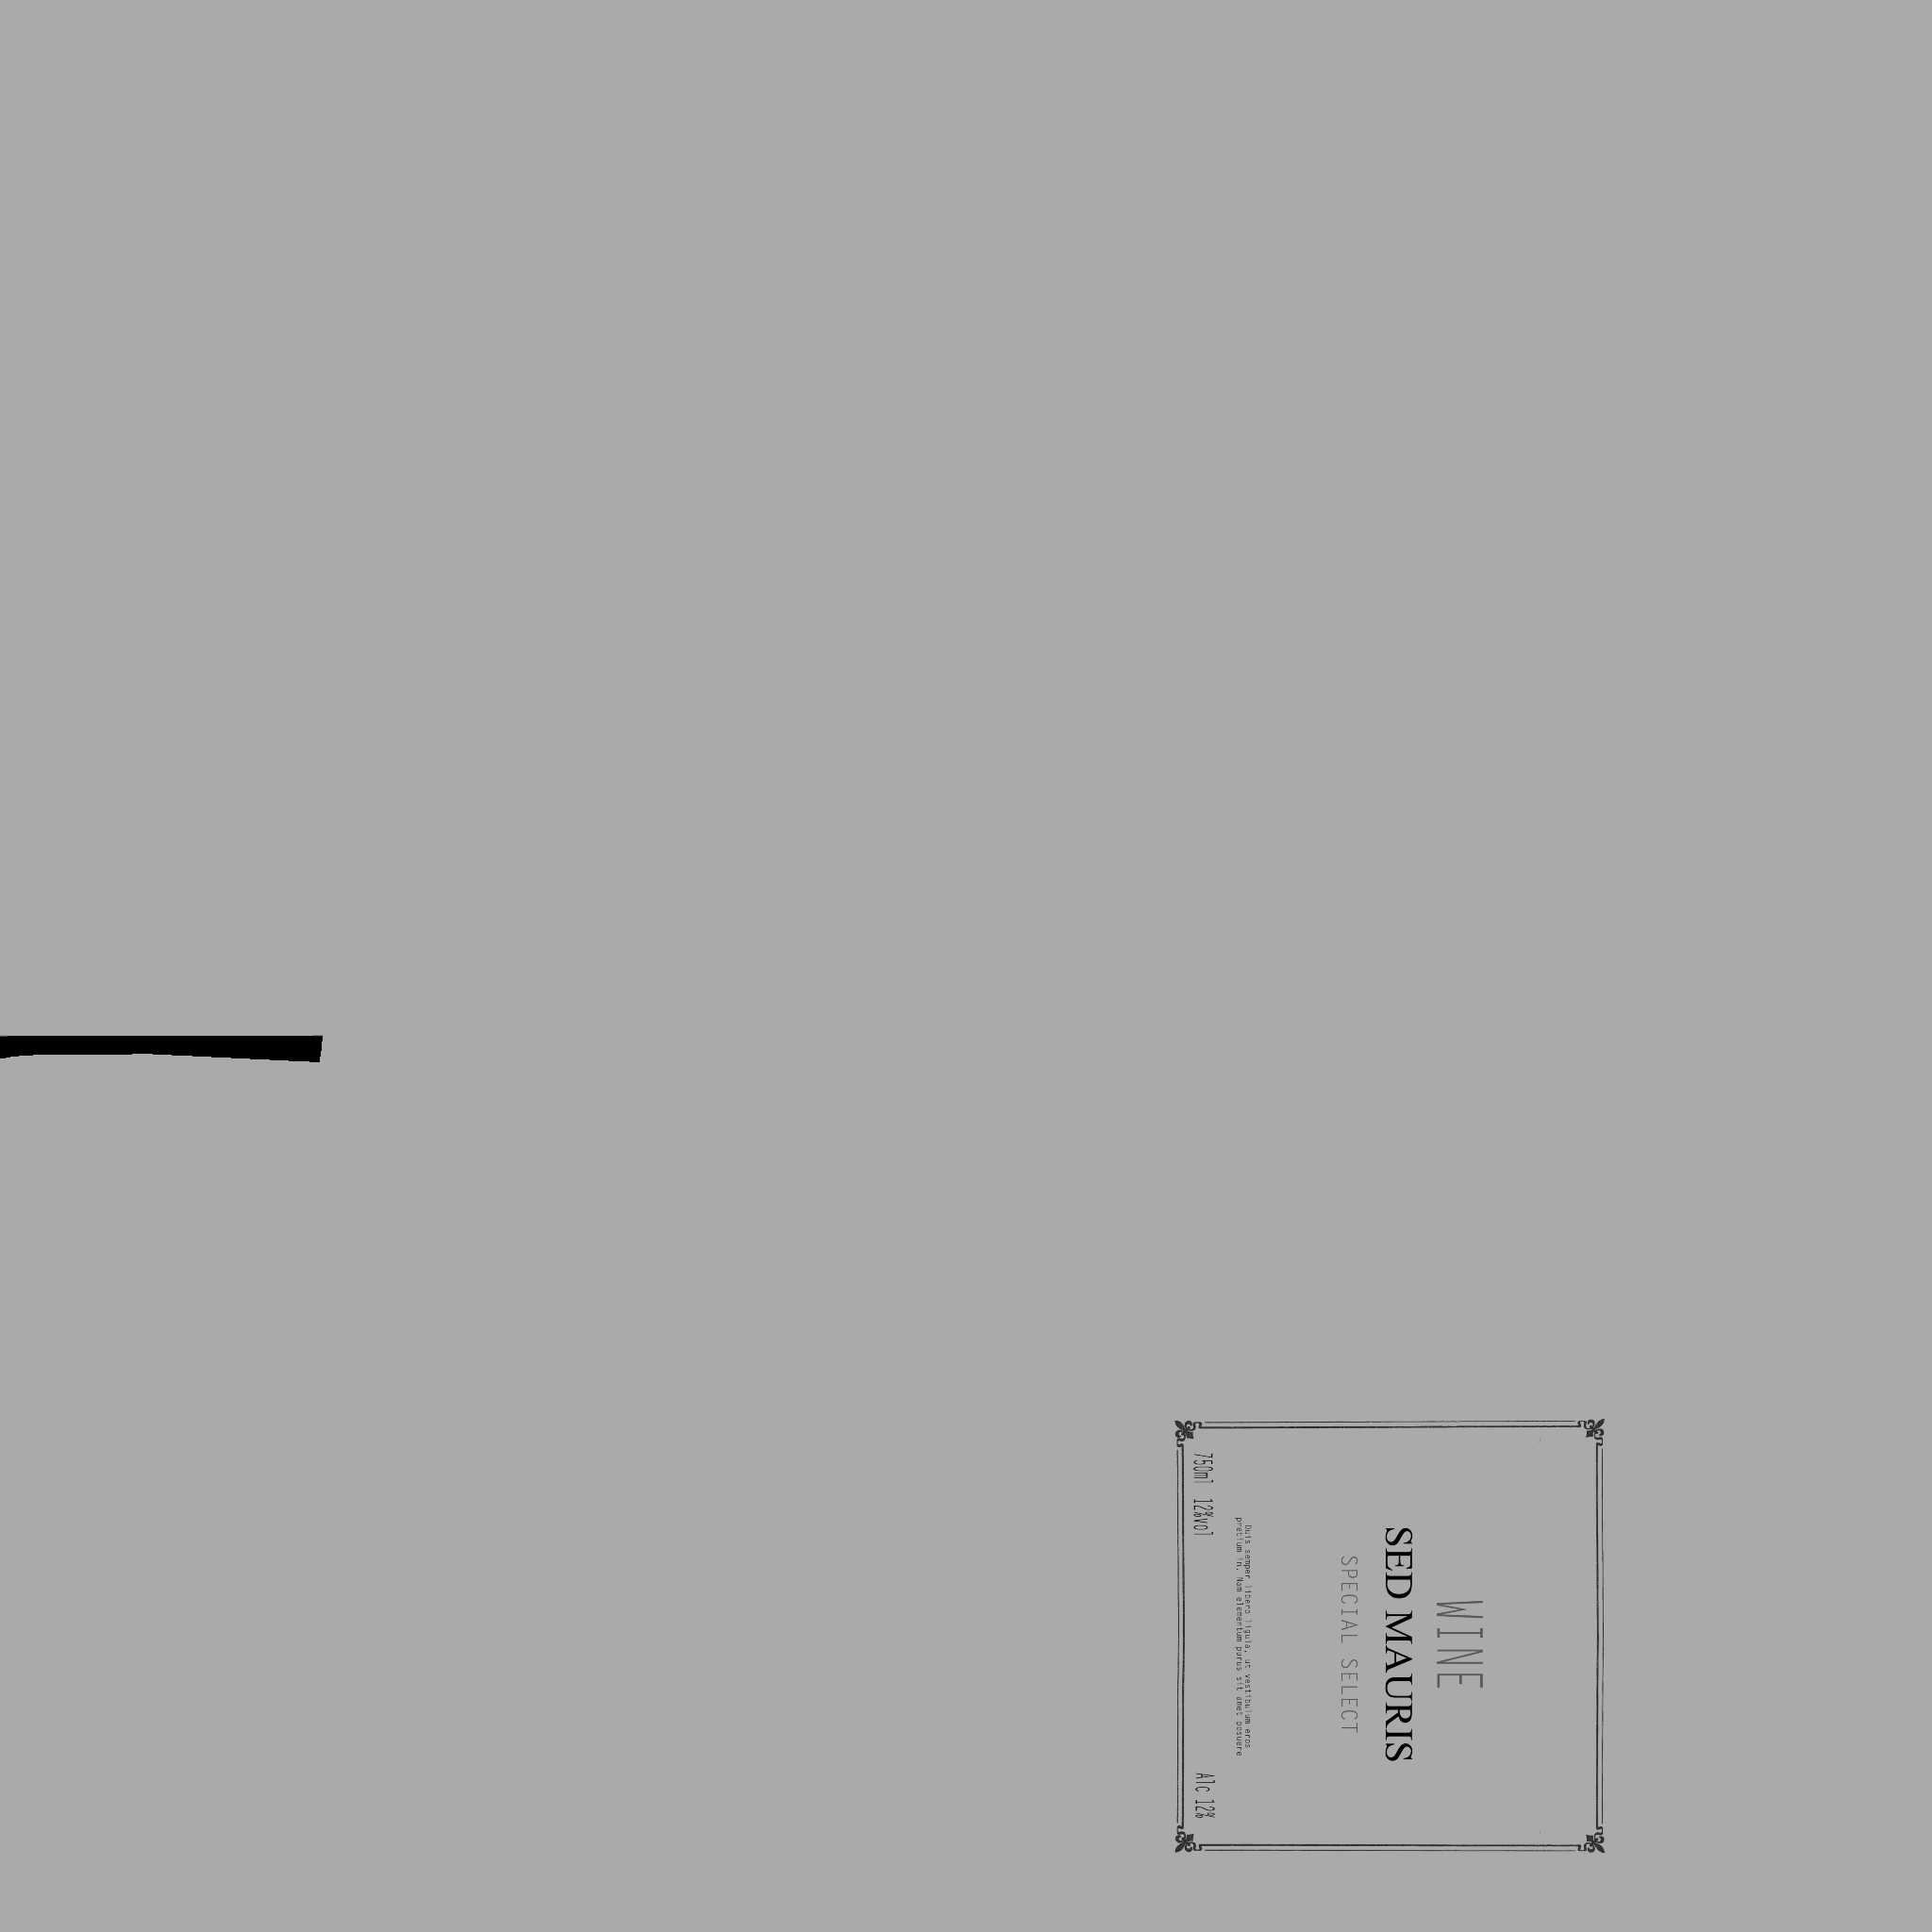 WINE
SED MAURIS
SPECIAL SELECT
Duis semper libero ligula, ut vestibulum eros
pretium in. Nam elementum purus sit amet posuere
750ml 12%vol
Alc 12%